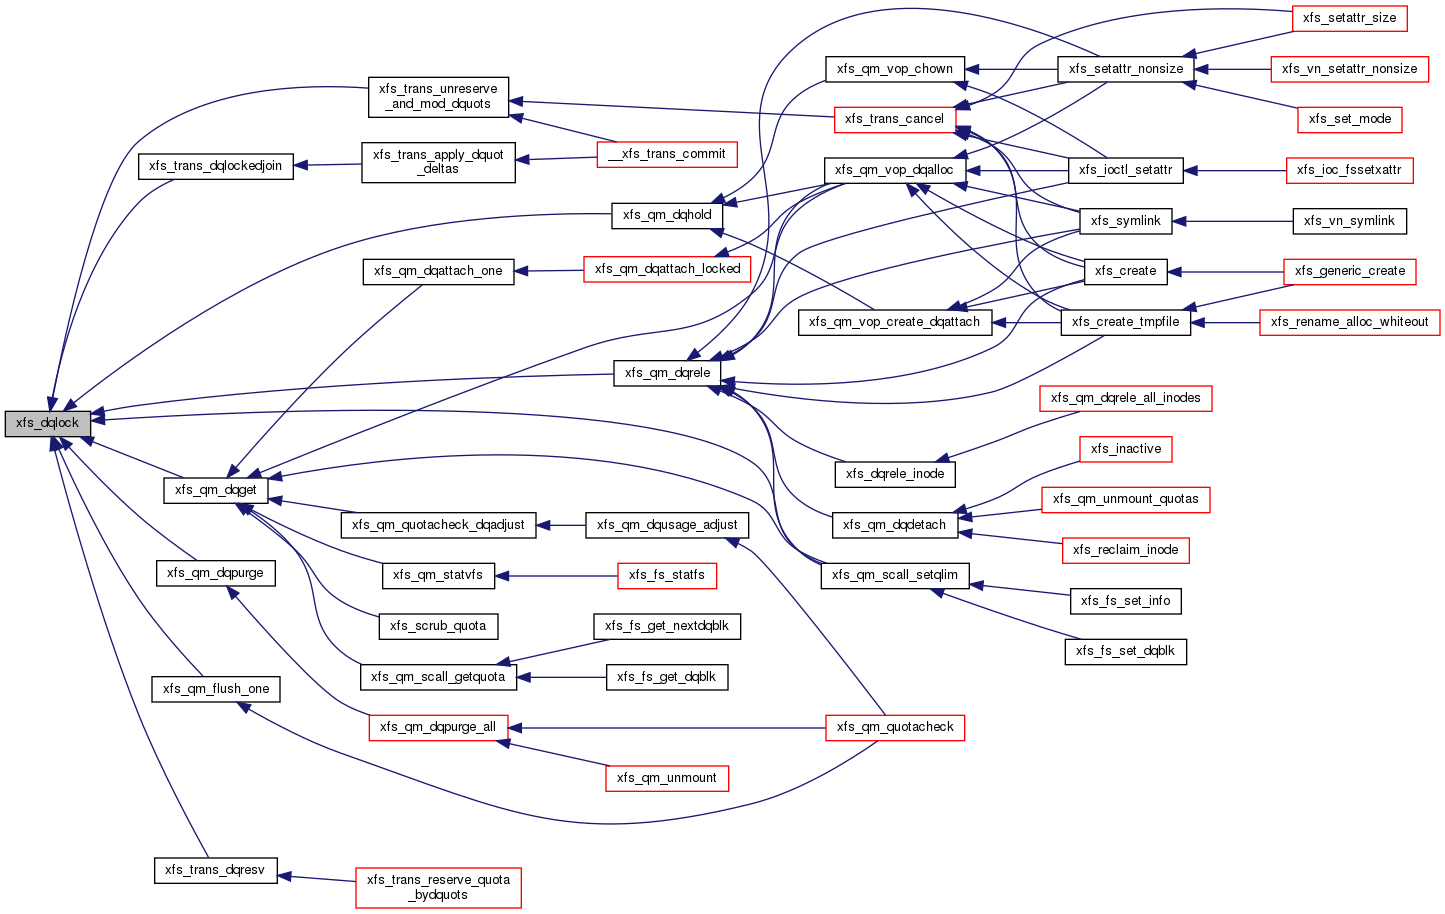 xfs_dqlock
xfs_trans_unreserve
_and_mod_dquots
xfs_trans_dqlockedjoin
xfs_trans_apply_dquot
_deltas
__xfs_trans_commit
xfs_qm_dqhold
xfs_qm_dqattach_one
xfs_qm_dqattach_locked
xfs_qm_dqrele
xfs_qm_dqget
xfs_qm_quotacheck_dqadjust
xfs_qm_dqusage_adjust
xfs_qm_dqpurge
xfs_qm_statvfs
xfs_fs_statfs
xfs_scrub_quota
xfs_fs_get_nextdqblk
xfs_qm_scall_getquota
xfs_fs_get_dqblk
xfs_qm_flush_one
xfs_qm_dqpurge_all
xfs_qm_unmount
xfs_trans_dqresv
xfs_trans_reserve_quota
_bydquots
xfs_qm_vop_chown
xfs_trans_cancel
xfs_qm_vop_dqalloc
xfs_qm_vop_create_dqattach
xfs_dqrele_inode
xfs_qm_dqdetach
xfs_qm_scall_setqlim
xfs_qm_quotacheck
xfs_setattr_nonsize
xfs_ioctl_setattr
xfs_symlink
xfs_create
xfs_create_tmpfile
xfs_qm_dqrele_all_inodes
xfs_inactive
xfs_qm_unmount_quotas
xfs_reclaim_inode
xfs_fs_set_info
xfs_fs_set_dqblk
xfs_setattr_size
xfs_vn_setattr_nonsize
xfs_set_mode
xfs_ioc_fssetxattr
xfs_vn_symlink
xfs_generic_create
xfs_rename_alloc_whiteout